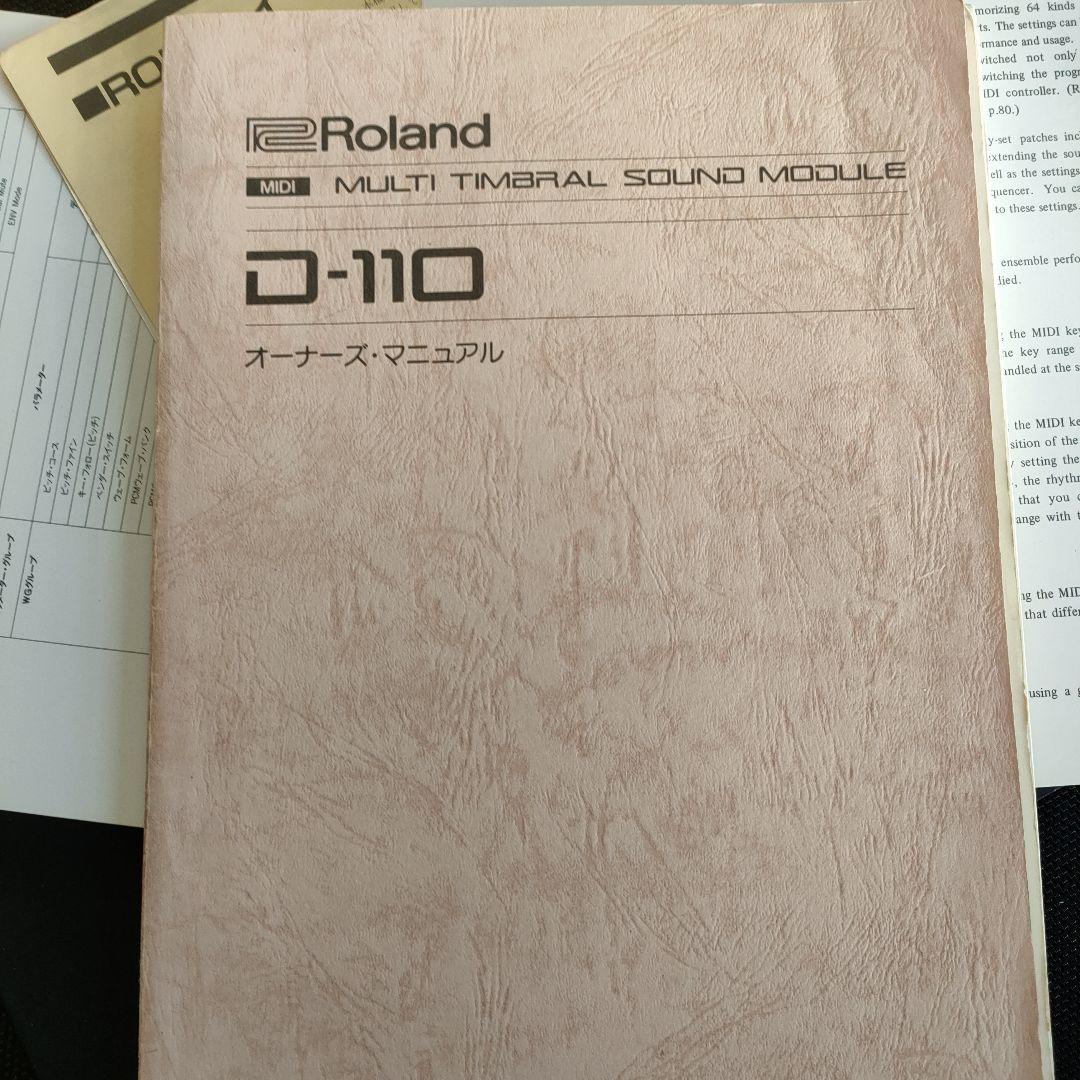 Roland
MIDI MULTI TIMBRAL SOUND MODULE
D-110
オーナーズ・マニュアル
■RO
ENV Mode
パラメーター
ピッチ・コース
ピッチ・ファイン
キー・フォロー(ピッチ)
ベンダー・スイッチ
ウェーブ・フォーム
PCMウェーブ・バンク
WGグループ
morizing 64 kinds
ts. The settings can
rmance and usage.
witched not only
witching the progr
IDI controller. (R
p.80.)
y-set patches inc
extending the sou
ell as the settings
quencer. You ca
to these settings.
ensemble perfo
lied.
the MIDI key
he key range
andled at the s
the MIDI ke
sition of the
setting the
, the rhythm
that you c
ange with t
ng the MID
that differ
using a g